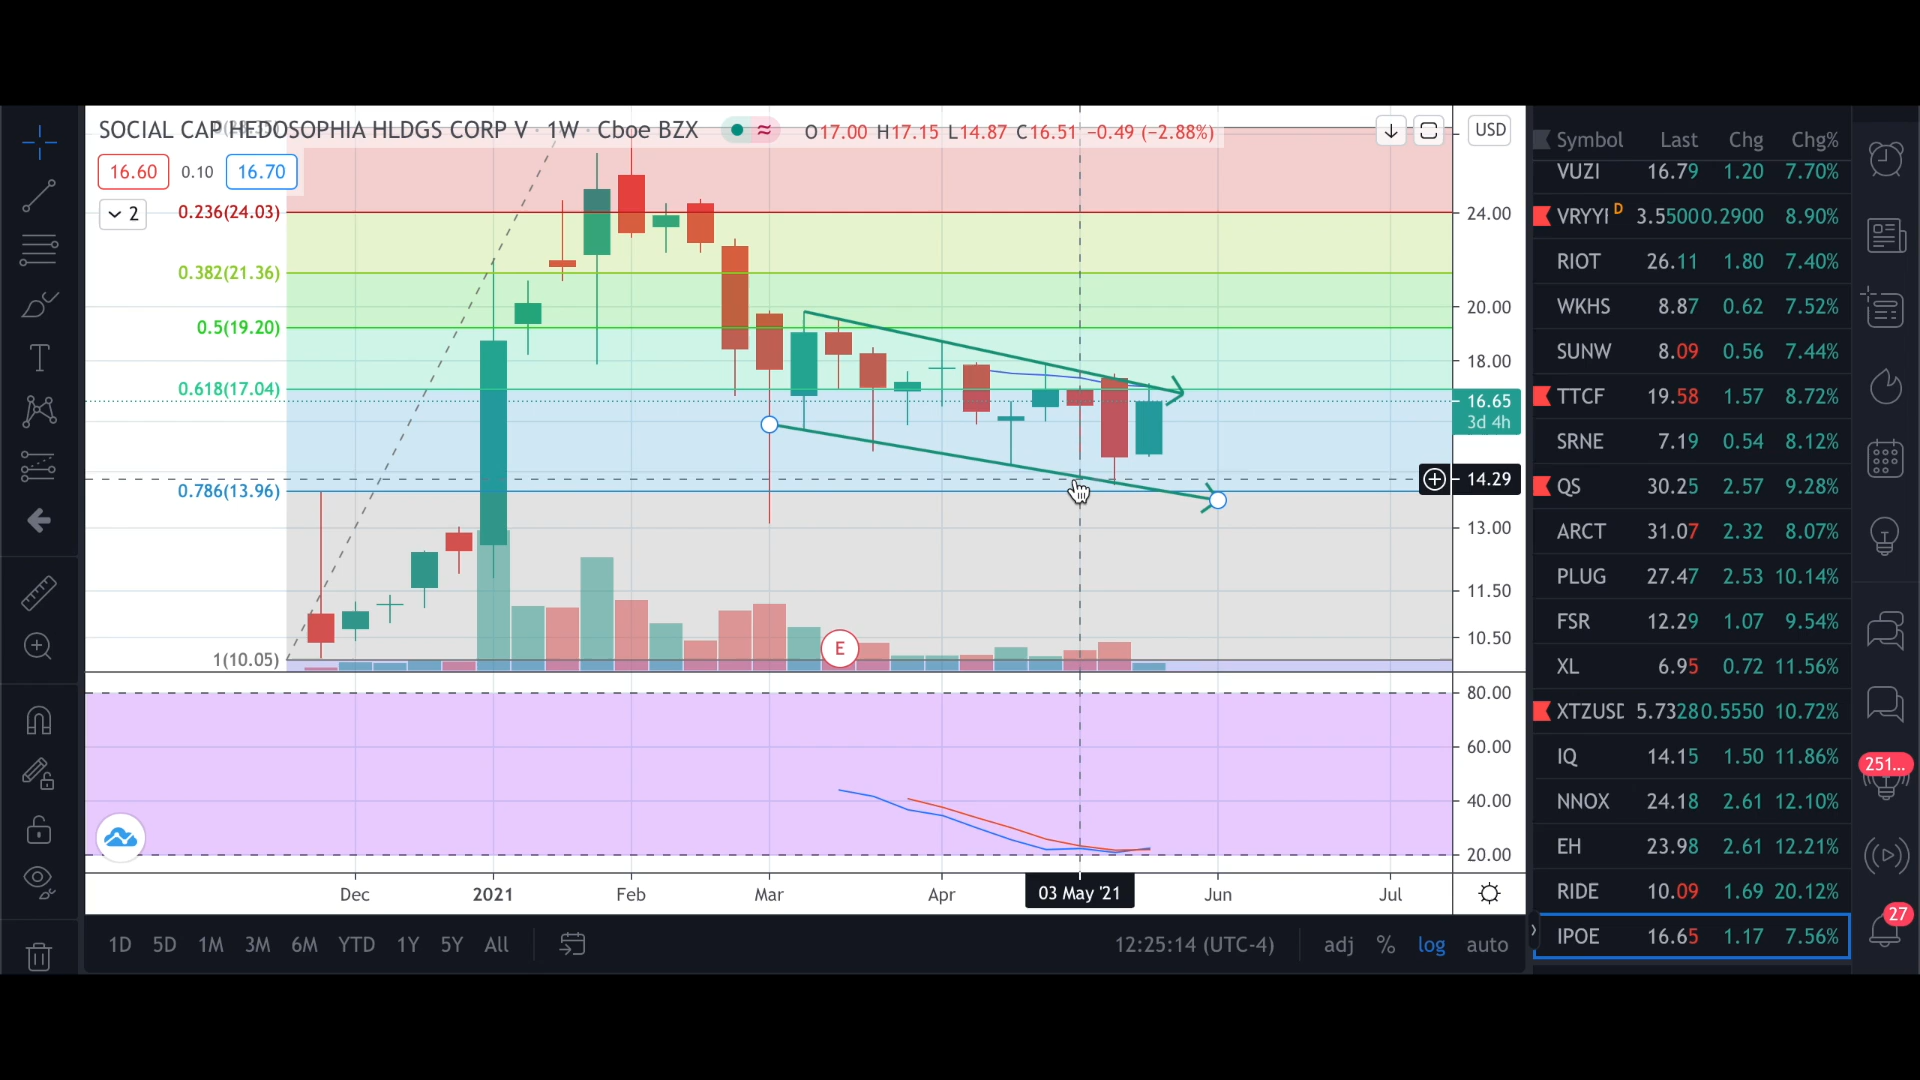 SOCIAL CAP HEDOSOPHIA HLDGS CORP V · 1W · Cboe BZX O17.00 H17.15 L14.87 C16.51 −0.49 (−2.88%)
USD
16.60 0.10 16.70
2
0.236(24.03)
0.382(21.36)
0.5(19.20)
0.618(17.04)
0.786(13.96)
1(10.05)
E
24.00
20.00
18.00
16.65
3d 4h
14.29
13.00
11.50
10.50
80.00
60.00
40.00
20.00
Dec 2021 Feb Mar Apr 03 May '21 Jun Jul
1D 5D 1M 3M 6M YTD 1Y 5Y All
12:25:14 (UTC-4) adj % log auto
Symbol Last Chg Chg%
VUZI 16.79 1.20 7.70%
VRYYF D 3.5500 0.2900 8.90%
RIOT 26.11 1.80 7.40%
WKHS 8.87 0.62 7.52%
SUNW 8.09 0.56 7.44%
TTCF 19.58 1.57 8.72%
SRNE 7.19 0.54 8.12%
QS 30.25 2.57 9.28%
ARCT 31.07 2.32 8.07%
PLUG 27.47 2.53 10.14%
FSR 12.29 1.07 9.54%
XL 6.95 0.72 11.56%
XTZUSD 5.7328 0.5550 10.72%
IQ 14.15 1.50 11.86%
NNOX 24.18 2.61 12.10%
EH 23.98 2.61 12.21%
RIDE 10.09 1.69 20.12%
IPOE 16.65 1.17 7.56%
251...
27